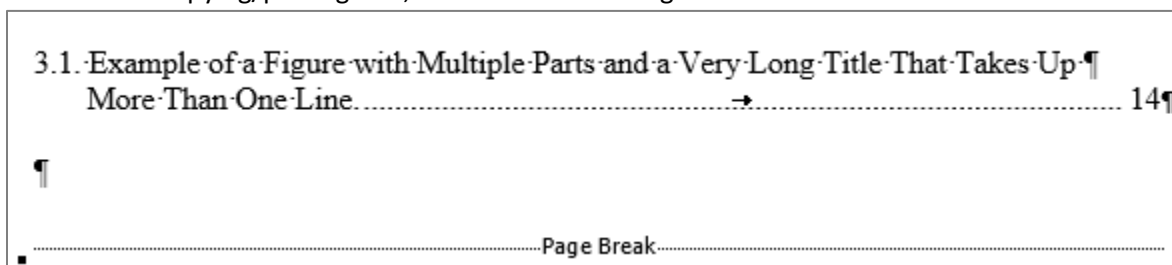 3.1. Example of a Figure with Multiple Parts and a Very Long Title That Takes Up ¶
More That One Line.......................................................→.................................................... 14¶
¶
Page Break